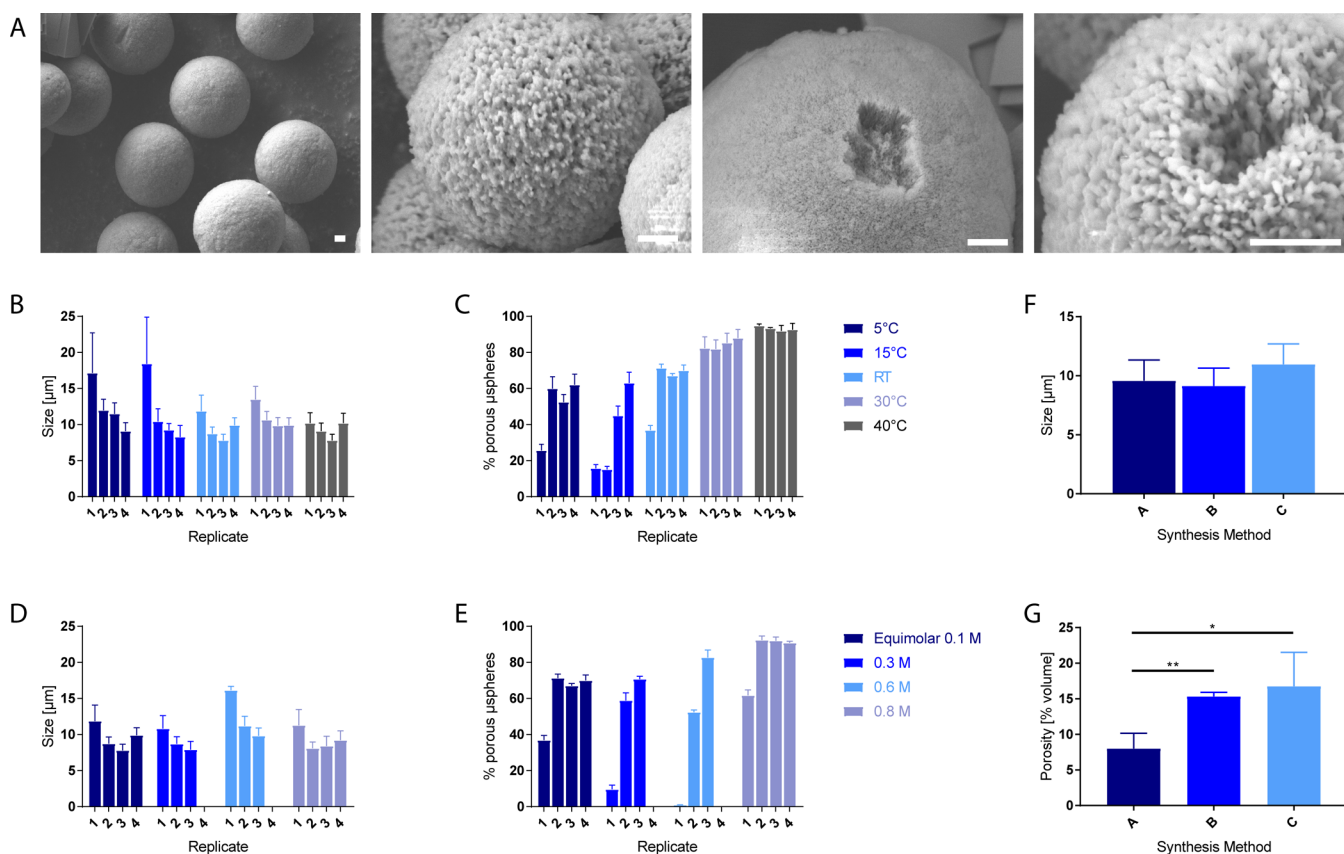 A
B
25
20
15
10
5
0
Size [µm]
1 2 3 4 1 2 3 4 1 2 3 4 1 2 3 4 1 2 3 4
Replicate
C
100
80
60
40
20
0
% porous µspheres
1 2 3 4 1 2 3 4 1 2 3 4 1 2 3 4 1 2 3 4
Replicate
5°C
15°C
RT
30°C
40°C
F
15
10
5
0
Size [µm]
A B C
Synthesis Method
D
25
20
15
10
5
0
Size [µm]
1 2 3 4 1 2 3 4 1 2 3 4 1 2 3 4
Replicate
E
100
80
60
40
20
0
% porous µspheres
1 2 3 4 1 2 3 4 1 2 3 4 1 2 3 4
Replicate
Equimolar 0.1 M
0.3 M
0.6 M
0.8 M
G
25
20
15
10
5
0
Porosity [% volume]
*
**
A B C
Synthesis Method